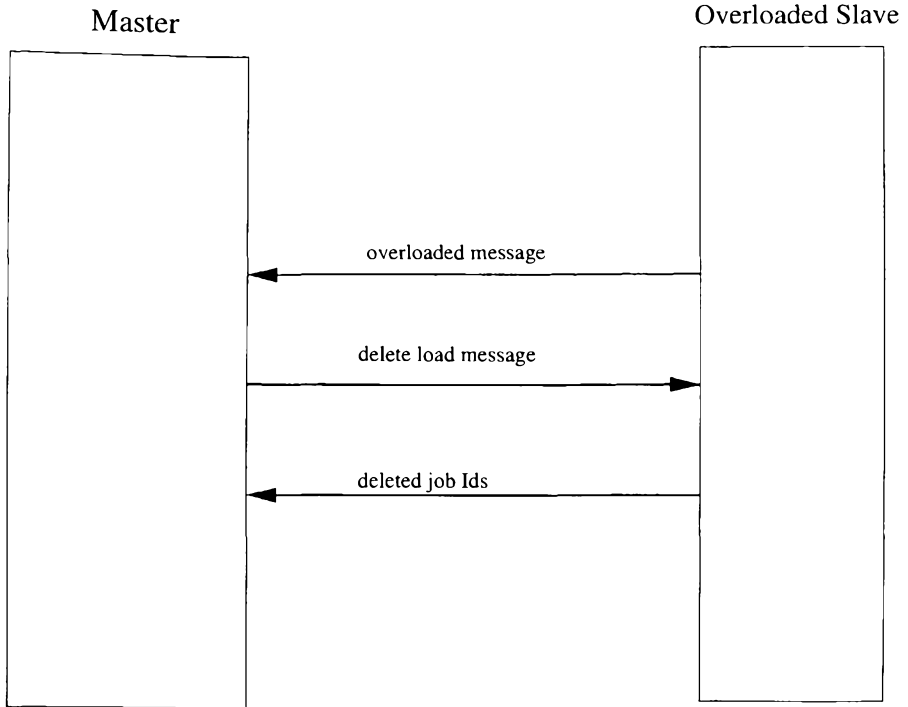 Master
Overloaded Slave
overloaded message
delete load message
deleted job Ids